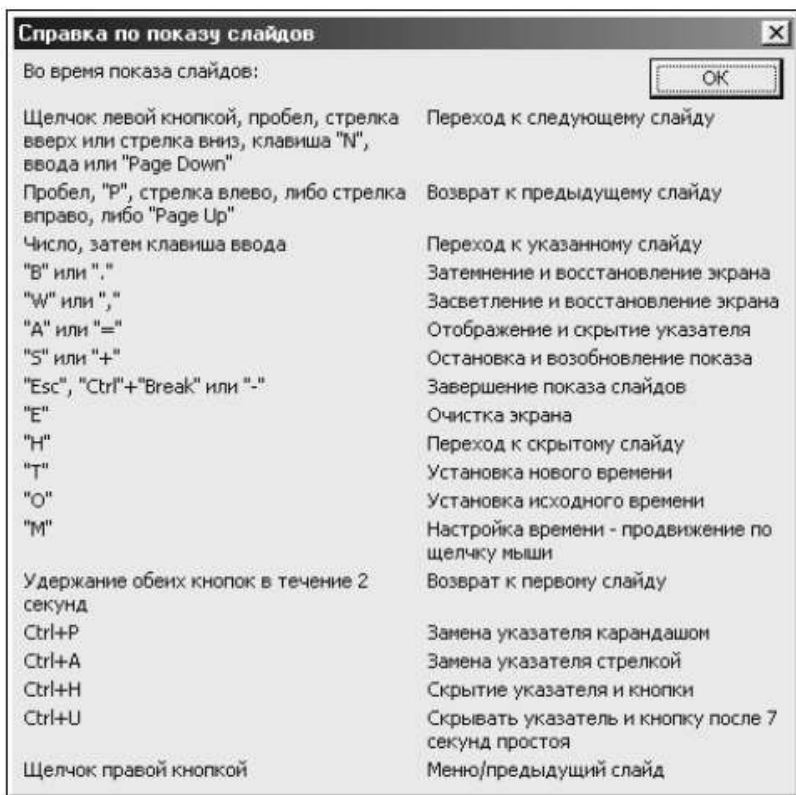 Справка по показу слайдов
Во время показа слайдов:
OK
Щелчок левой кнопкой, пробел, стрелка
вверх или стрелка вниз, клавиша "N",
ввода или "Page Down"
Переход к следующему слайду
Пробел, "P", стрелка влево, либо стрелка
вправо, либо "Page Up"
Возврат к предыдущему слайду
Число, затем клавиша ввода
Переход к указанному слайду
"B" или "."
Затемнение и восстановление экрана
"W" или ","
Засветление и восстановление экрана
"A" или "="
Отображение и скрытие указателя
"S" или "+"
Остановка и возобновление показа
"Esc", "Ctrl"+"Break" или "-"
Завершение показа слайдов
"E"
Очистка экрана
"H"
Переход к скрытому слайду
"T"
Установка нового времени
"O"
Установка исходного времени
"M"
Настройка времени - продвижение по
щелчку мыши
Удержание обеих кнопок в течение 2
секунд
Возврат к первому слайду
Ctrl+P
Замена указателя карандашом
Ctrl+A
Замена указателя стрелкой
Ctrl+H
Скрытие указателя и кнопки
Ctrl+U
Скрывать указатель и кнопку после 7
секунд простоя
Щелчок правой кнопкой
Меню/предыдущий слайд